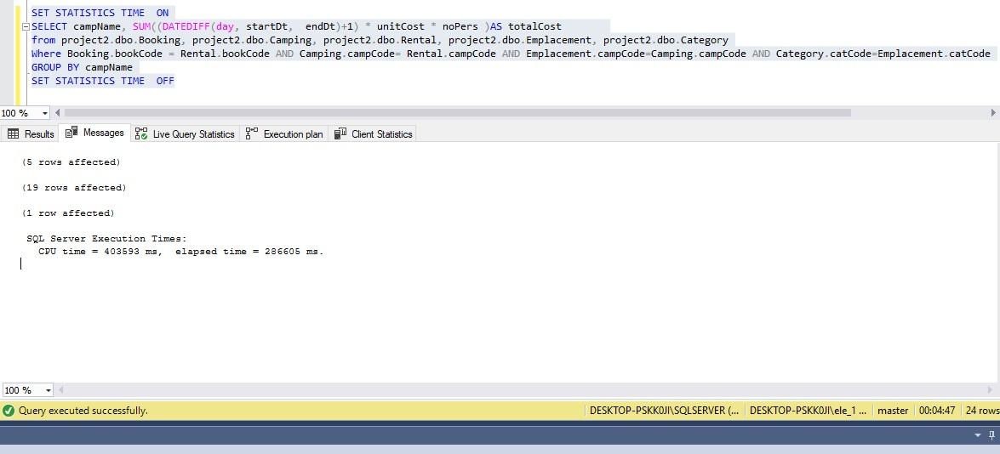 SET STATISTICS TIME  ON
SELECT campName, SUM((DATEDIFF(day, startDt,  endDt)+1) * unitCost * noPers )AS totalCost
from project2.dbo.Booking, project2.dbo.Camping, project2.dbo.Rental, project2.dbo.Emplacement, project2.dbo.Category
Where Booking.bookCode = Rental.bookCode AND Camping.campCode= Rental.campCode AND Emplacement.campCode=Camping.campCode AND Category.catCode=Emplacement.catCode
GROUP BY campName
SET STATISTICS TIME  OFF
100 %
Results Messages Live Query Statistics Execution plan Client Statistics
(5 rows affected)
(19 rows affected)
(1 row affected)
SQL Server Execution Times:
CPU time = 403593 ms,  elapsed time = 286605 ms.
100 %
Query executed successfully. DESKTOP-PSKK0JI\SQLSERVER (... DESKTOP-PSKK0JI\ele_1 ... master 00:04:47 24 rows